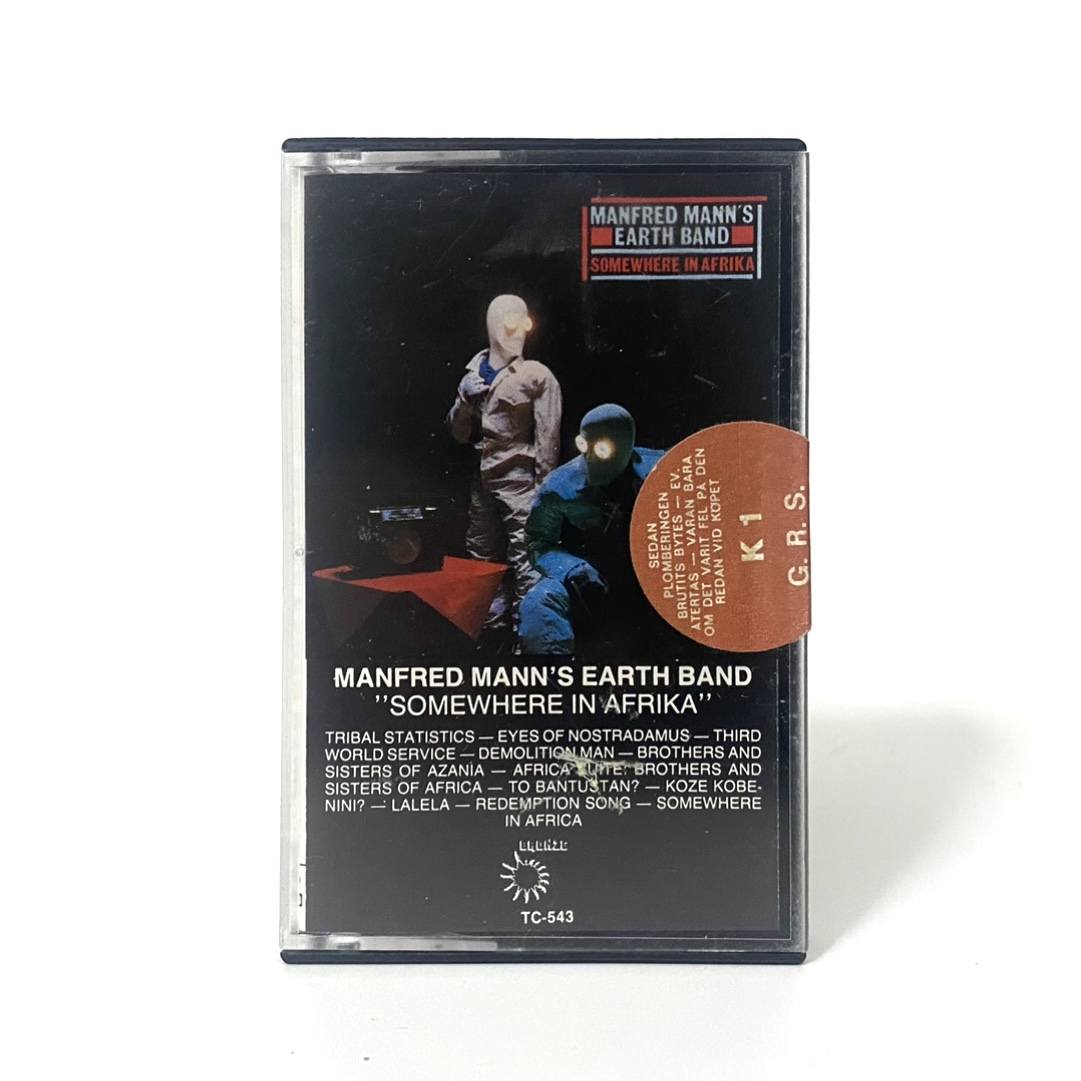 MANFRED MANN'S
EARTH BAND
SOMEWHERE IN AFRIKA
SEDAN
PLOMBERINGEN
BRUTITS BYTES — EV.
ÅTERTAS — VARAN BARA,
OM DET VARIT FEL PÅ DEN
REDAN VID KÖPET
K 1
G. R. S.
MANFRED MANN'S EARTH BAND
''SOMEWHERE IN AFRIKA''
TRIBAL STATISTICS — EYES OF NOSTRADAMUS — THIRD
WORLD SERVICE — DEMOLITION MAN — BROTHERS AND
SISTERS OF AZANIA — AFRICA SUITE: BROTHERS AND
SISTERS OF AFRICA — TO BANTUSTAN? — KOZE KOBE-
NINI? — LALELA — REDEMPTION SONG — SOMEWHERE
IN AFRICA
BRONZE
TC-543